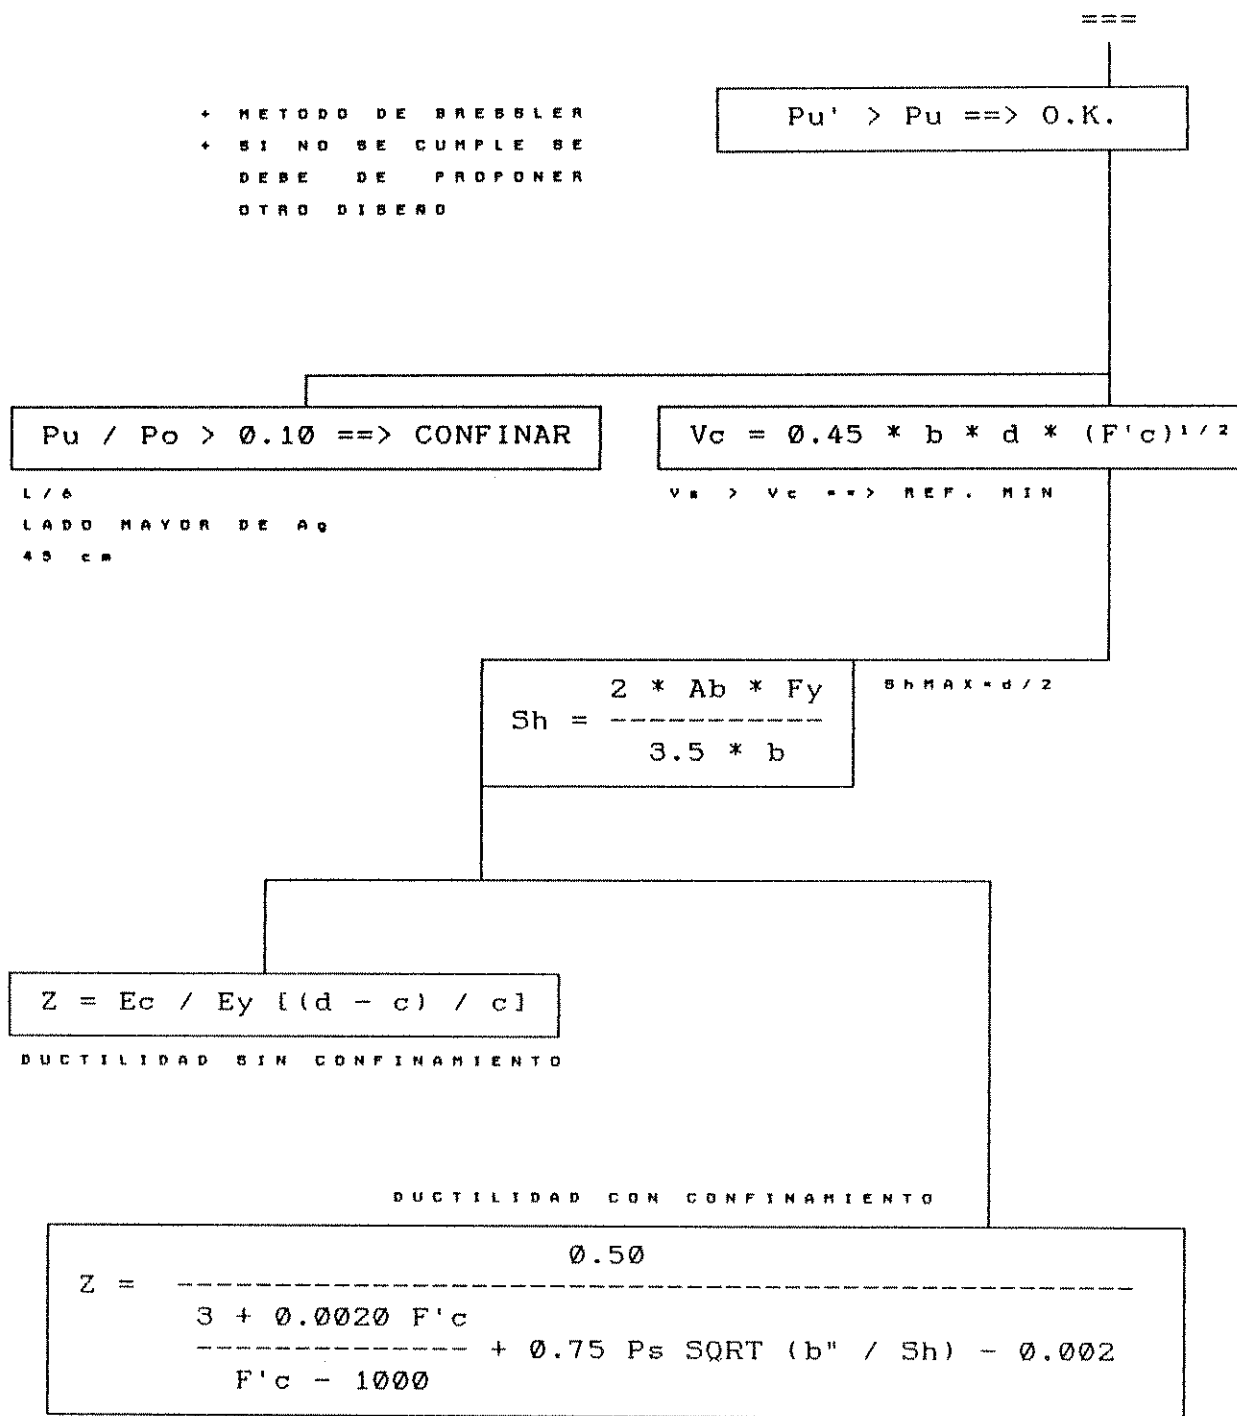 ===
+ METODO DE BRESSLER
+ SI NO SE CUMPLE SE
DEBE DE PROPONER
OTRO DISEÑO
Pu' > Pu ==> O.K.
Pu / Po > 0.10 ==> CONFINAR
L/6
LADO MAYOR DE Ag
45 cm
Vc = 0.45 * b * d * (F'c)¹/²
Vs > Vc ==> REF. MIN
Sh = 2 * Ab * Fy
-----------
3.5 * b
ShMAX=d/2
Z = Ec / Ey [(d - c) / c]
DUCTILIDAD SIN CONFINAMIENTO
DUCTILIDAD CON CONFINAMIENTO
0.50
Z = ----------------------------------------------------------
3 + 0.0020 F'c
-------------- + 0.75 Ps SQRT (b" / Sh) - 0.002
F'c - 1000